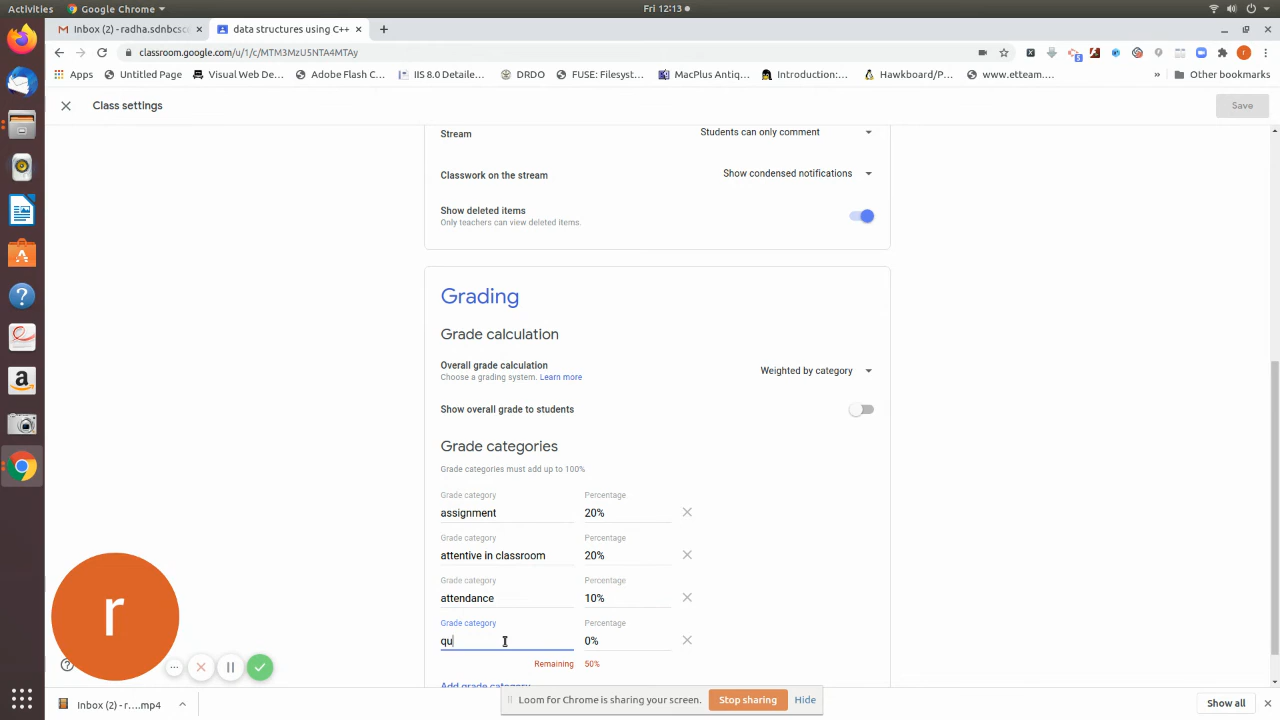 Activities Google Chrome Fri 12:13
Inbox (2) - radha.sdnbcsc
data structures using C++
classroom.google.com/u/1/c/MTM3MzU5NTA4MTAy
r
Apps Untitled Page Visual Web De... Adobe Flash C... IIS 8.0 Detaile... DRDO FUSE: Filesyst... MacPlus Antiq... Introduction:... Hawkboard/P... www.etteam.... » Other bookmarks
Class settings Save
Stream Students can only comment
Classwork on the stream Show condensed notifications
Show deleted items
Only teachers can view deleted items.
Grading
Grade calculation
Overall grade calculation Weighted by category
Choose a grading system. Learn more
Show overall grade to students
Grade categories
Grade categories must add up to 100%
Grade category Percentage
assignment 20%
Grade category Percentage
attentive in classroom 20%
Grade category Percentage
attendance 10%
Grade category Percentage
qu 0%
Remaining 50%
Add grade category
r
Loom for Chrome is sharing your screen. Stop sharing Hide
Inbox (2) - r....mp4 Show all